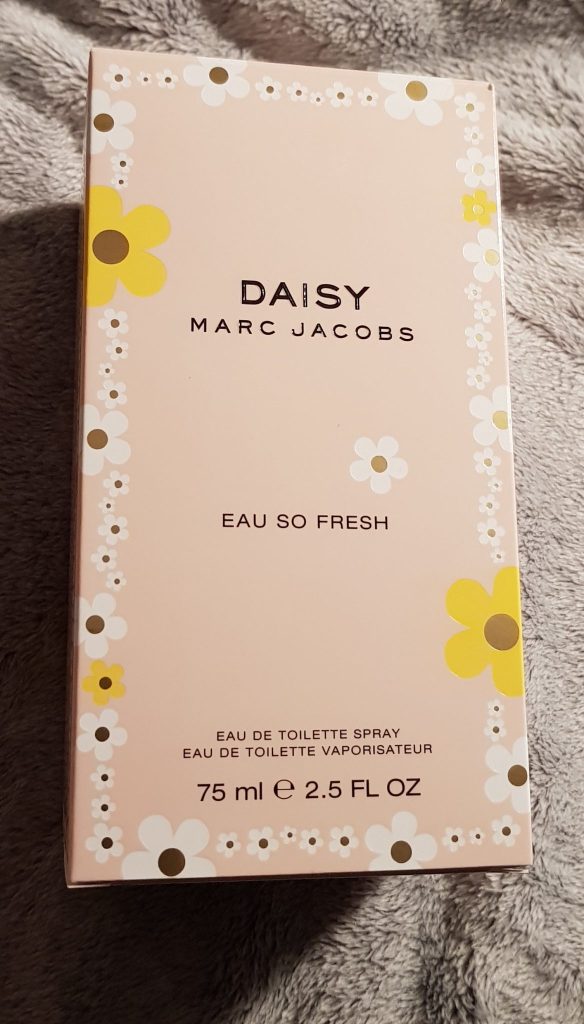 DAISY
MARC JACOBS
EAU SO FRESH
EAU DE TOILETTE SPRAY
EAU DE TOILETTE VAPORISATEUR
75 ml ℮ 2.5 FL OZ